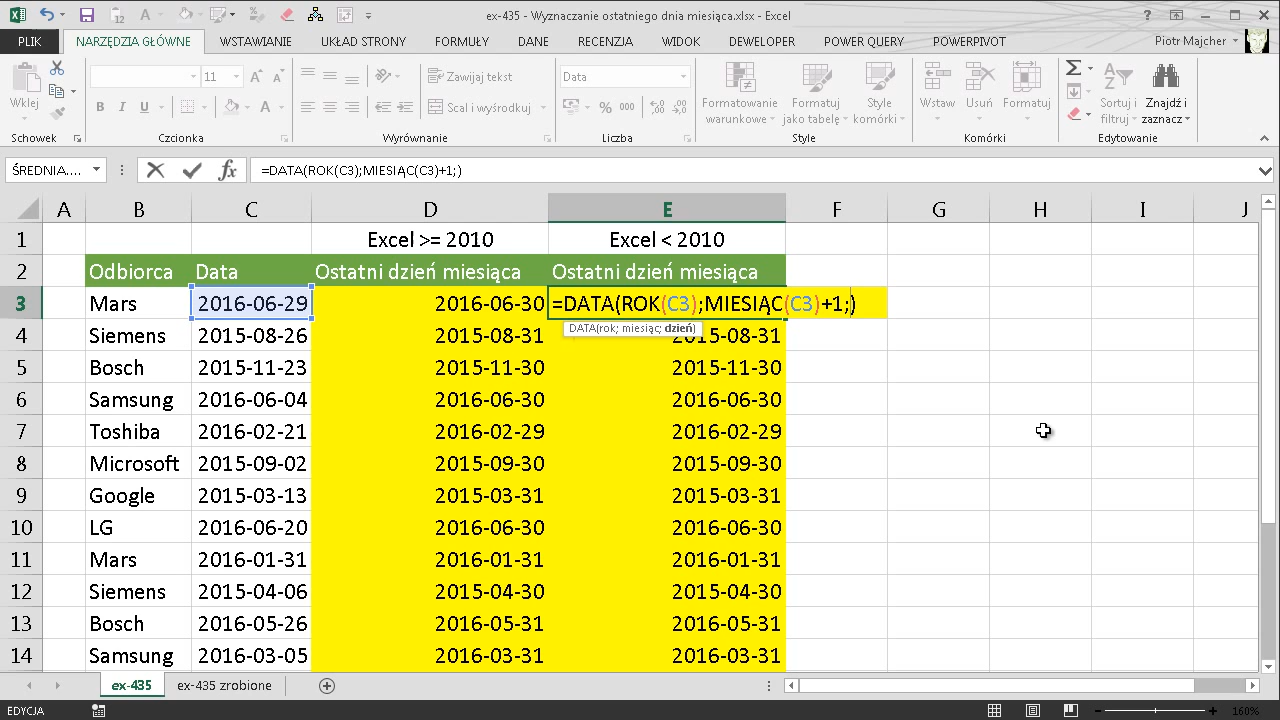 ex-435 - Wyznaczanie ostatniego dnia miesiąca.xlsx - Excel
PLIK NARZĘDZIA GŁÓWNE WSTAWIANIE UKŁAD STRONY FORMUŁY DANE RECENZJA WIDOK DEWELOPER POWER QUERY POWERPIVOT Piotr Majcher
Wklej
11
Zawijaj tekst
Data
B I U
Scal i wyśrodkuj
% 000
Formatowanie warunkowe
Formatuj jako tabelę
Style komórki
Wstaw Usuń Formatuj
Sortuj i filtruj
Znajdź i zaznacz
Schowek Czcionka Wyrównanie Liczba Style Komórki Edytowanie
ŚREDNIA.... fx =DATA(ROK(C3);MIESIĄC(C3)+1;)
A B C D E F G H I J
1 Excel >= 2010 Excel < 2010
2 Odbiorca Data Ostatni dzień miesiąca Ostatni dzień miesiąca
3 Mars 2016-06-29 2016-06-30 =DATA(ROK(C3);MIESIĄC(C3)+1;)
DATA(rok; miesiąc; dzień)
4 Siemens 2015-08-26 2015-08-31 2015-08-31
5 Bosch 2015-11-23 2015-11-30 2015-11-30
6 Samsung 2016-06-04 2016-06-30 2016-06-30
7 Toshiba 2016-02-21 2016-02-29 2016-02-29
8 Microsoft 2015-09-02 2015-09-30 2015-09-30
9 Google 2015-03-13 2015-03-31 2015-03-31
10 LG 2016-06-20 2016-06-30 2016-06-30
11 Mars 2016-01-31 2016-01-31 2016-01-31
12 Siemens 2015-04-06 2015-04-30 2015-04-30
13 Bosch 2016-05-26 2016-05-31 2016-05-31
14 Samsung 2016-03-05 2016-03-31 2016-03-31
ex-435 ex-435 zrobione
EDYCJA 160%